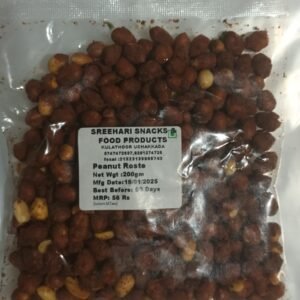 SREEHARI SNACKS
FOOD PRODUCTS
KULATHOOR UCHAKKADA
Peanut Roste
Net Wgt :200gm
Mfg Date:15/01/2025
Best Before: 60 Days
MRP: 56 Rs